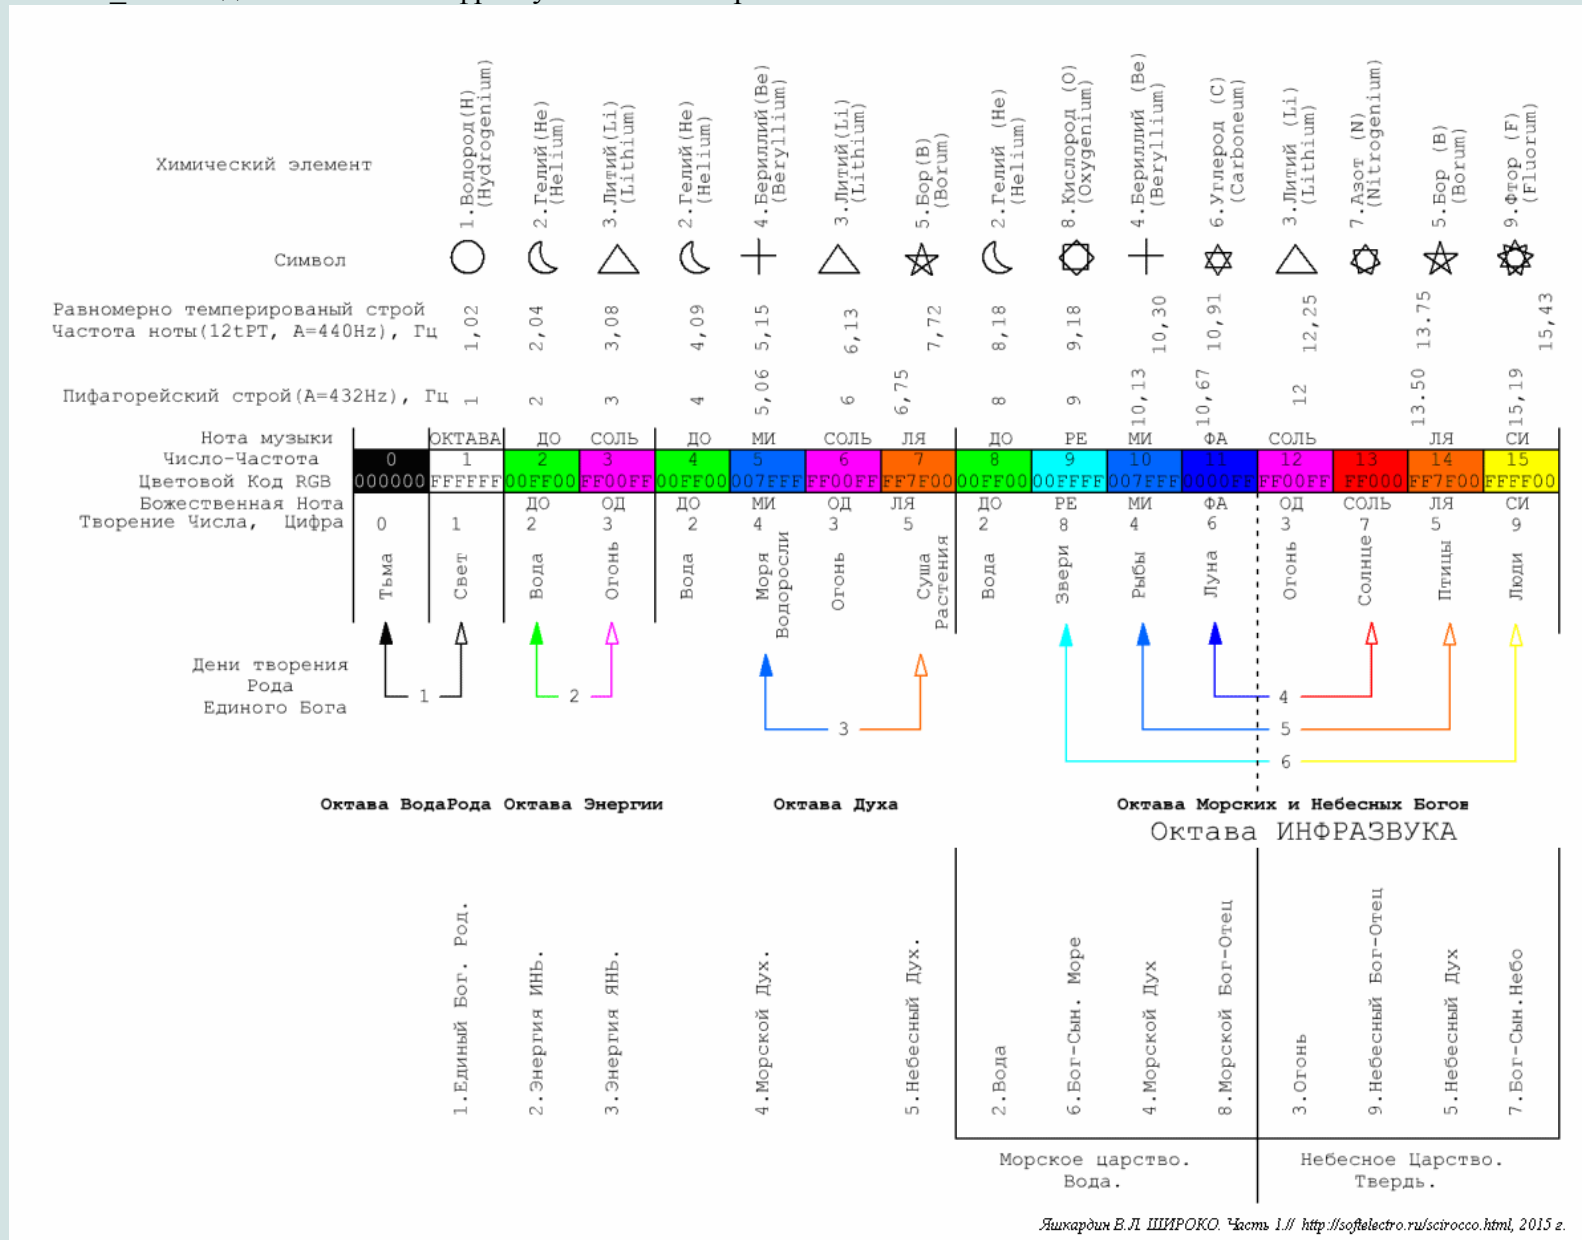 1.Водород(H)
(Hydrogenium)
2.Гелий(He)
(Helium)
3.Литий(Li)
(Lithium)
2.Гелий(He)
(Helium)
4.Бериллий(Be)
(Beryllium)
3.Литий(Li)
(Lithium)
5.Бор(B)
(Borum)
2.Гелий (He)
(Helium)
8.Кислород (O)
(Oxygenium)
4.Бериллий (Be)
(Beryllium)
6.Углерод (C)
(Carboneum)
3.Литий (Li)
(Lithium)
7.Азот (N)
(Nitrogenium)
5.Бор (B)
(Borum)
9.Фтор (F)
(Fluorum)
Химический элемент
Символ
Равномерно темперированый строй
Частота ноты(12tPT, A=440Hz), Гц
1,02 2,04 3,08 4,09 5,15 6,13 7,72 8,18 9,18 10,30 10,91 12,25 13.75 15,43
Пифагорейский строй(A=432Hz), Гц 1 2 3 4 5,06 6 6,75 8 9 10,13 10,67 12 13.50 15,19
Нота музыки ОКТАВА ДО СОЛЬ ДО МИ СОЛЬ ЛЯ ДО РЕ МИ ФА СОЛЬ ЛЯ СИ
Число-Частота 0 1 2 3 4 5 6 7 8 9 10 11 12 13 14 15
Цветовой Код RGB 000000 FFFFFF 00FF00 FF00FF 00FF00 007FFF FF00FF FF7F00 00FF00 00FFFF 007FFF 0000FF FF00FF FF000 FF7F00 FFFF00
Божественная Нота ДО ОД ДО МИ ОД ЛЯ ДО РЕ МИ ФА ОД СОЛЬ ЛЯ СИ
Творение Числа, Цифра 0 1 2 3 2 4 3 5 2 8 4 6 3 7 5 9
Тьма
Свет
Вода
Огонь
Вода
Моря
Водоросли
Огонь
Суша
Растения
Вода
Звери
Рыбы
Луна
Огонь
Солнце
Птицы
Люди
Дени творения
Рода
Единого Бога
1 2 3 4
5
6
Октава ВодаРода Октава Энергии Октава Духа Октава Морских и Небесных Богов
Октава ИНФРАЗВУКА
1.Единый Бог. Род.
2.Энергия ИНЬ.
3.Энергия ЯНЬ.
4.Морской Дух.
5.Небесный Дух.
2.Вода
6.Бог-Сын. Море
4.Морской Дух
8.Морской Бог-Отец
3.Огонь
9.Небесный Бог-Отец
5.Небесный Дух
7.Бог-Сын.Небо
Морское царство.
Вода.
Небесное Царство.
Твердь.
Яшкардин В.Л. ШИРОКО. Часть 1.// http://softelectro.ru/scirocco.html, 2015 г.